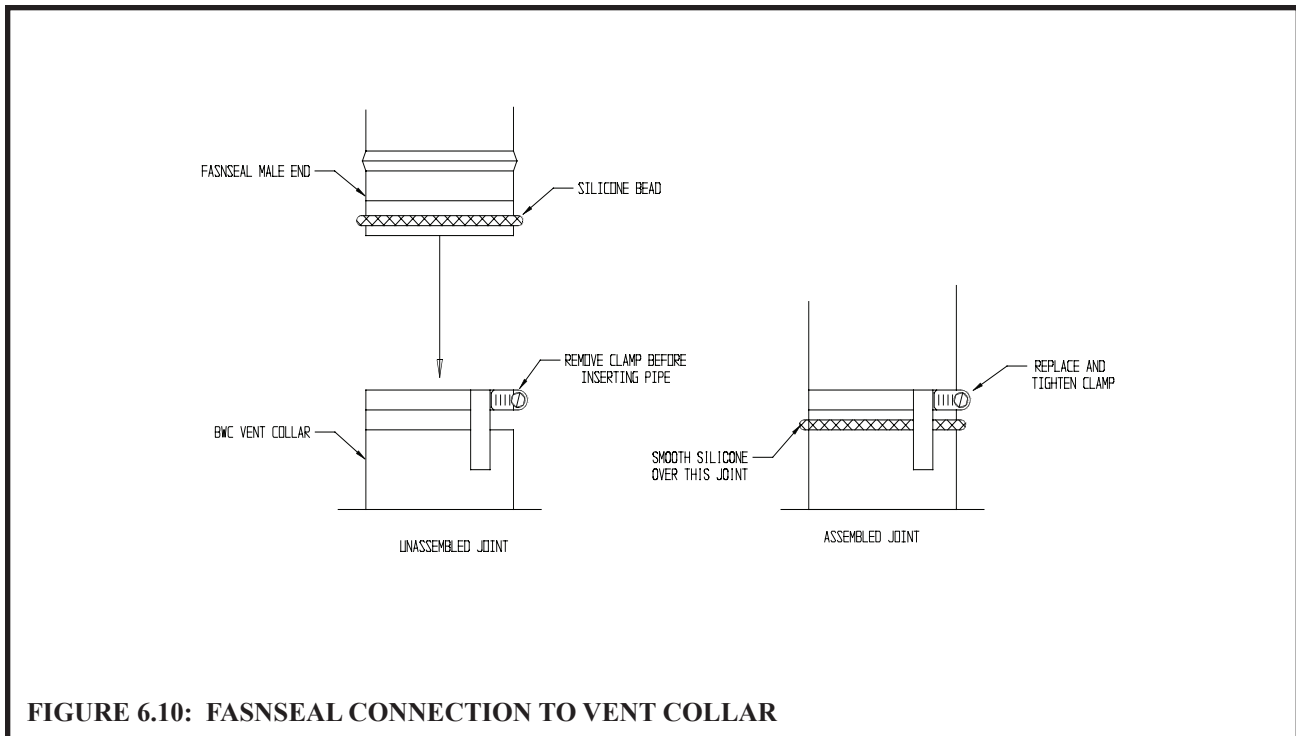 FASNSEAL MALE END
SILICONE BEAD
REMOVE CLAMP BEFORE
INSERTING PIPE
BWC VENT COLLAR
UNASSEMBLED JOINT
REPLACE AND
TIGHTEN CLAMP
SMOOTH SILICONE
OVER THIS JOINT
ASSEMBLED JOINT
FIGURE 6.10: FASNSEAL CONNECTION TO VENT COLLAR